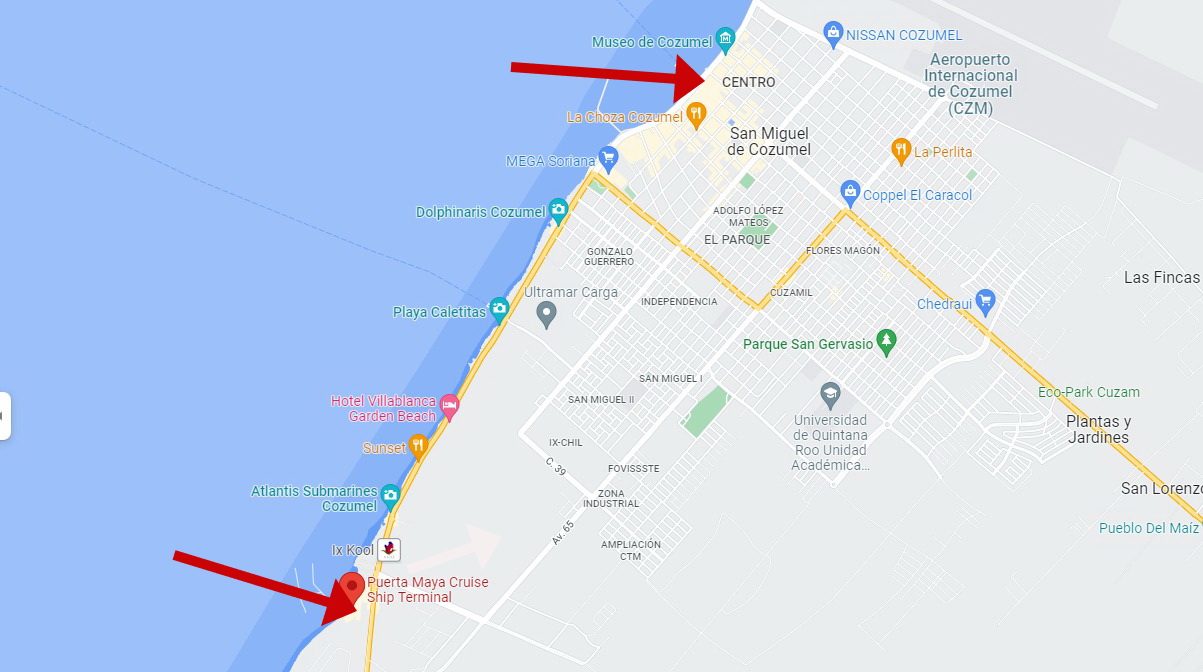 Museo de Cozumel
NISSAN COZUMEL
CENTRO
Aeropuerto
Internacional
de Cozumel
(CZM)
La Choza Cozumel
San Miguel
de Cozumel
La Perlita
MEGA Soriana
Coppel El Caracol
Dolphinaris Cozumel
ADOLFO LÓPEZ
MATEOS
EL PARQUE
FLORES MAGÓN
GONZALO
GUERRERO
Las Fincas
Ultramar Carga
CUZAMIL
INDEPENDENCIA
Chedraui
Playa Caletitas
Parque San Gervasio
SAN MIGUEL I
Eco-Park Cuzam
Hotel Villablanca
Garden Beach
SAN MIGUEL II
Universidad
de Quintana
Roo Unidad
Académica...
Plantas y
Jardines
Sunset
IX-CHIL
C. 39
FOVISSSTE
Atlantis Submarines
Cozumel
ZONA
INDUSTRIAL
San Lorenzo
Av. 65
Pueblo Del Maíz
Ix Kool
AMPLIACIÓN
CTM
Puerta Maya Cruise
Ship Terminal